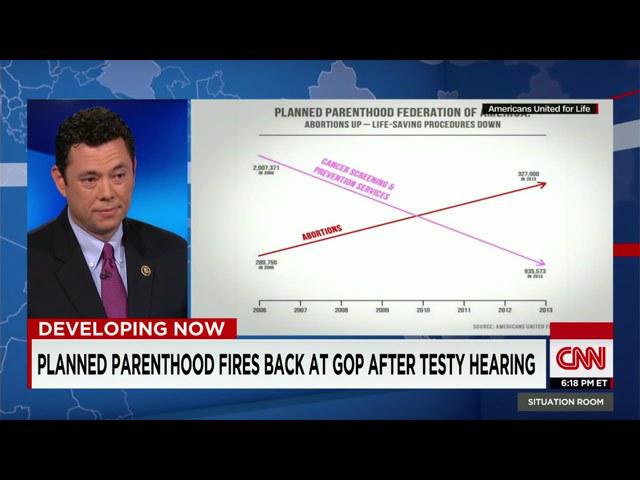 Americans United for Life
PLANNED PARENTHOOD FEDERATION OF AMERICA:
ABORTIONS UP — LIFE-SAVING PROCEDURES DOWN
2,007,371
IN 2006
CANCER SCREENING &
PREVENTION SERVICES
327,000
IN 2013
ABORTIONS
289,750
IN 2006
935,573
IN 2013
2006 2007 2008 2009 2010 2011 2012 2013
SOURCE: AMERICANS UNITED F
DEVELOPING NOW
PLANNED PARENTHOOD FIRES BACK AT GOP AFTER TESTY HEARING
CNN
6:18 PM ET
SITUATION ROOM